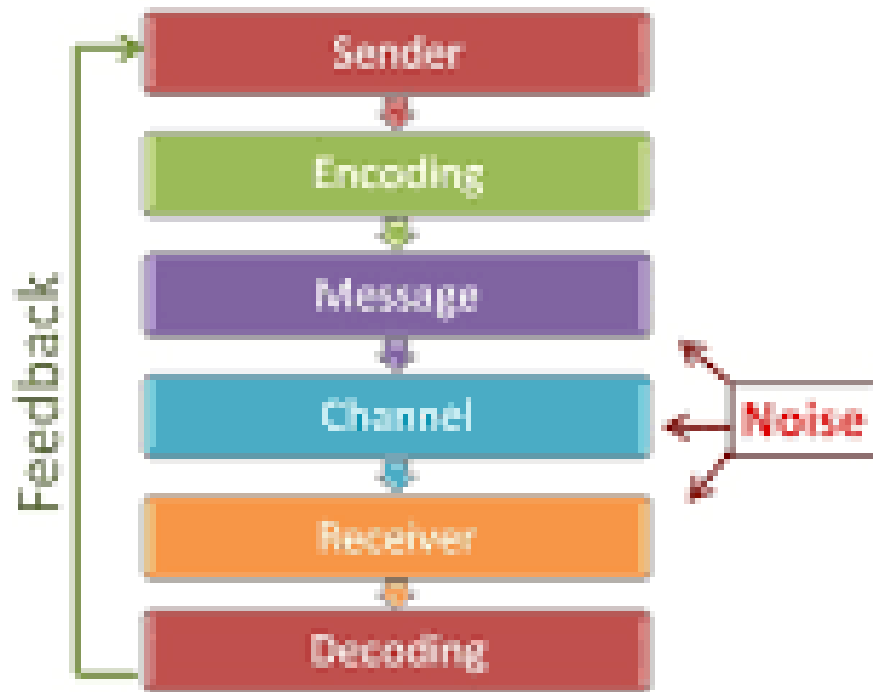 Sender
Encoding
Message
Channel
Receiver
Decoding
Feedback
Noise